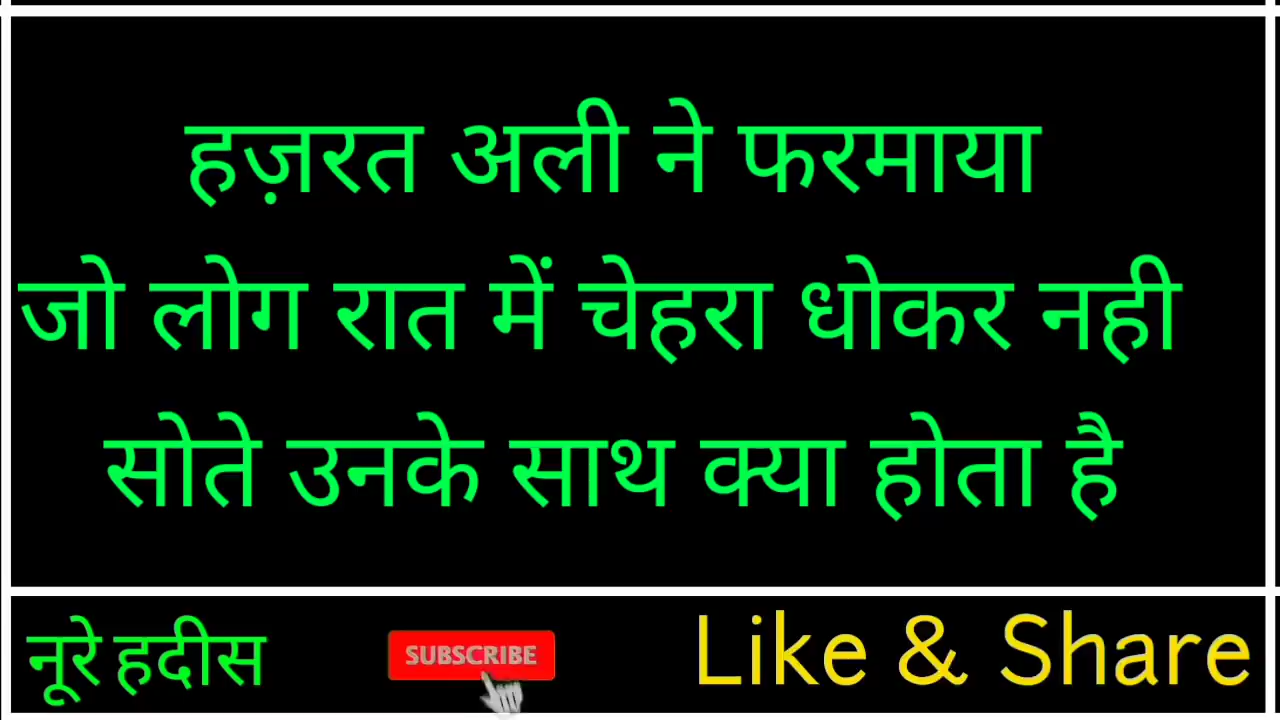 हज़रत अली ने फरमाया
जो लोग रात में चेहरा धोकर नही
सोते उनके साथ क्या होता है
नूरे हदीस
SUBSCRIBE
Like & Share